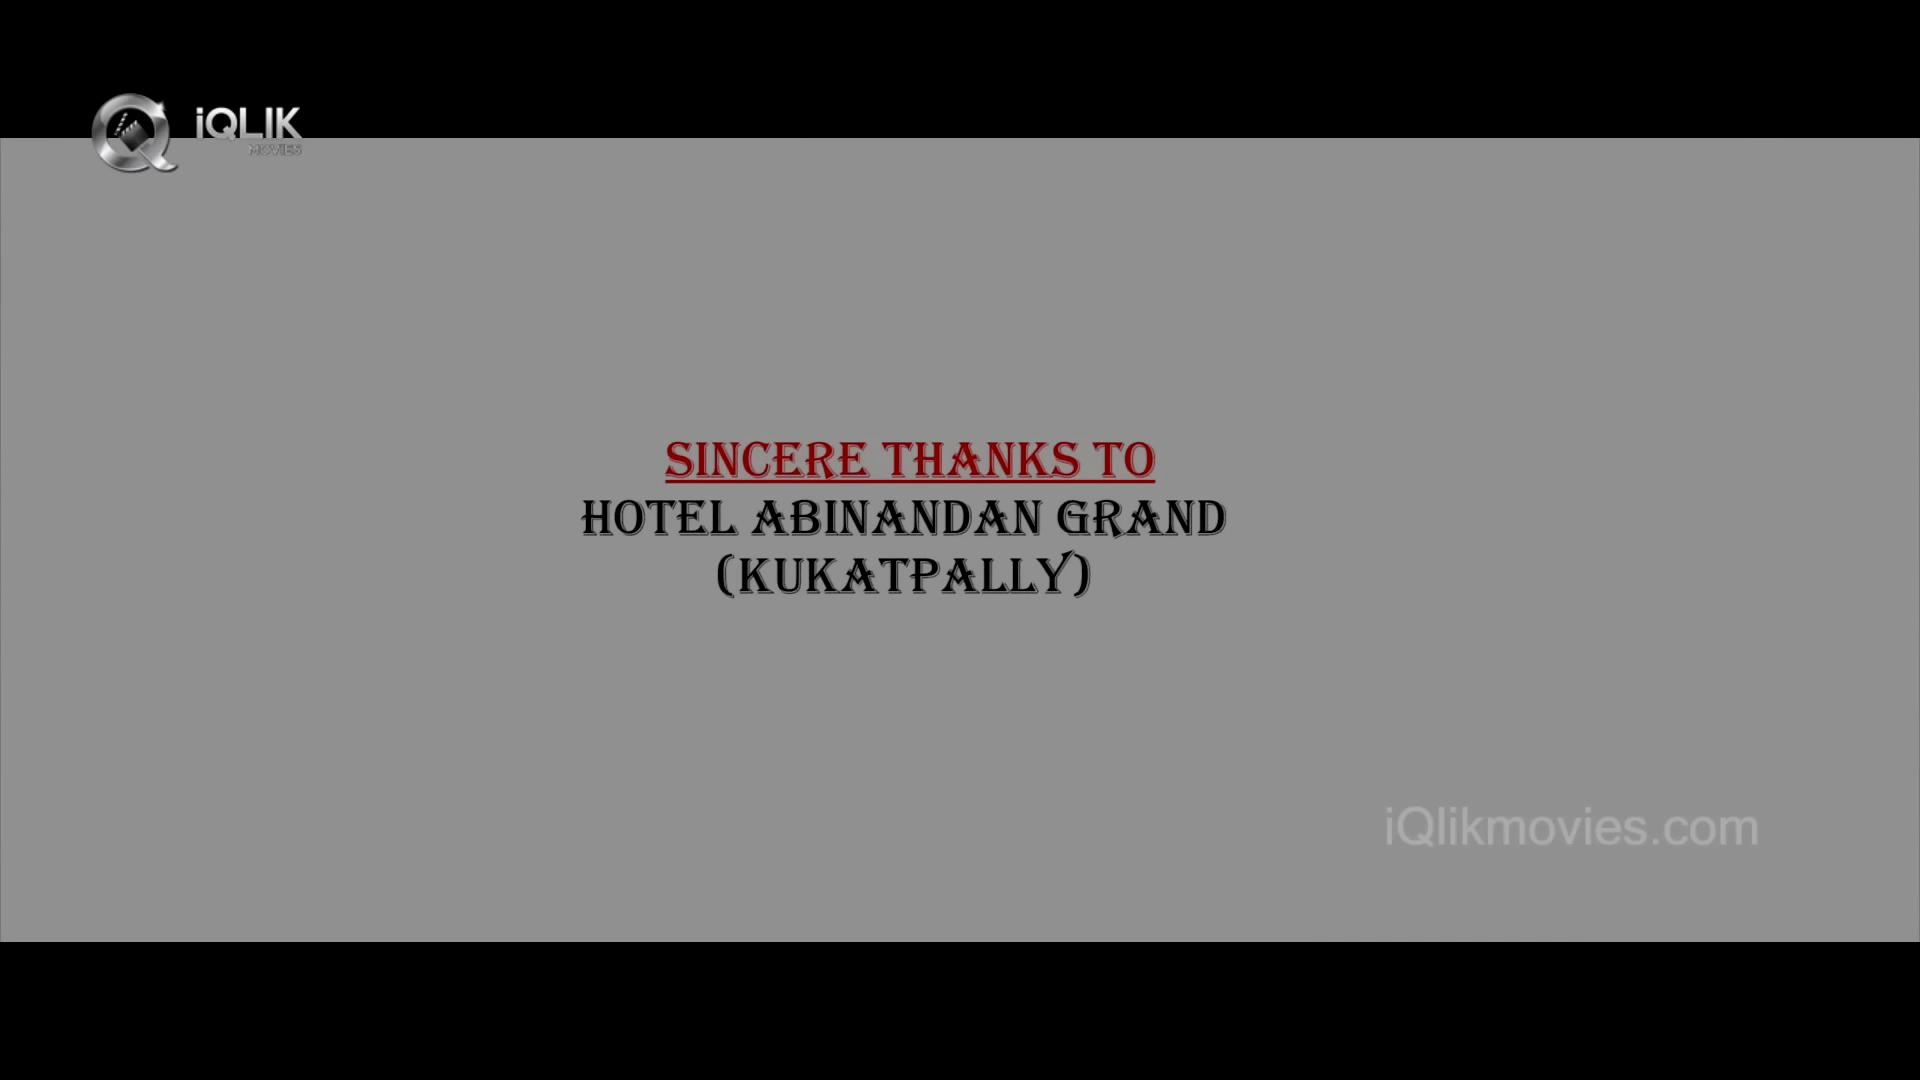 iQLIK
MOVIES
SINCERE THANKS TO
HOTEL ABINANDAN GRAND
(KUKATPALLY)
iQlikmovies.com